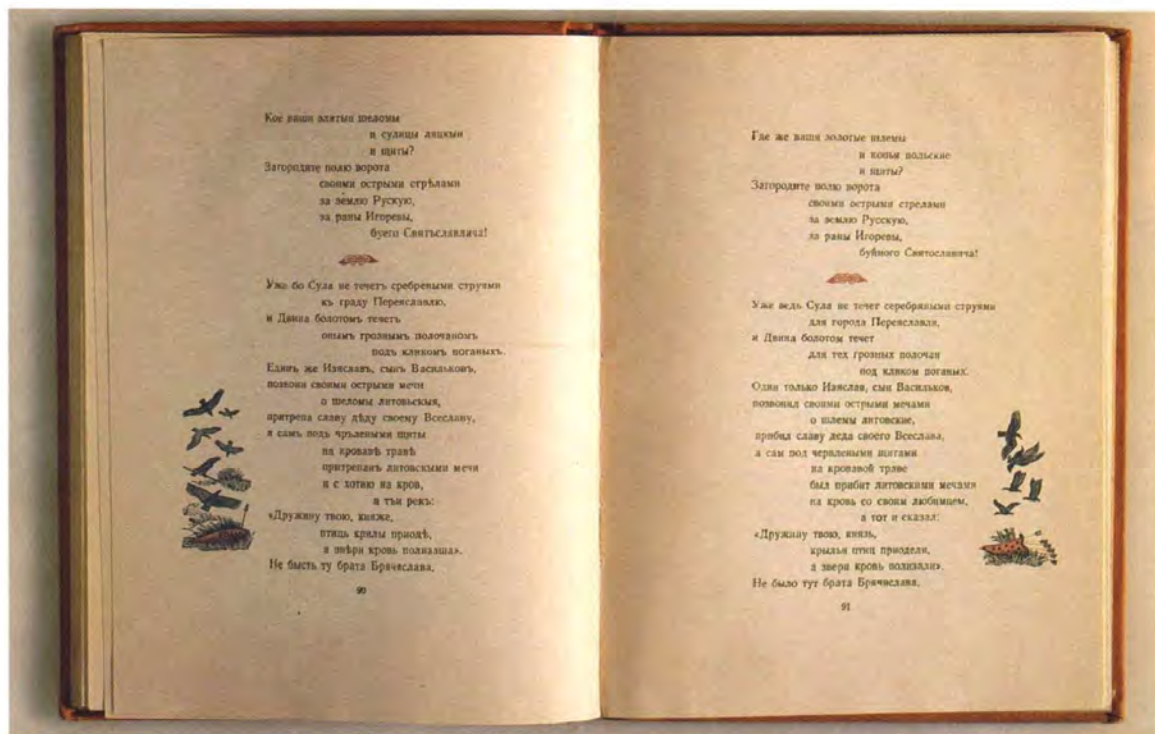 Кое ваши златыи шеломы
и сулицы ляцкыи
и щиты?
Загородите полю ворота
своими острыми стрѣлами
за землю Рускую,
за раны Игоревы,
буего Святъславлича!
Уже бо Сула не течетъ сребреными струями
къ граду Переяславлю,
и Двина болотомъ течетъ
онымъ грознымъ полочаномъ
подъ кликомъ поганыхъ.
Единъ же Изяславъ, сынъ Васильковъ,
позвони своими острыми мечи
о шеломы литовьскыя,
притрепа славу дѣду своему Всеславу,
а самъ подъ чрълеными щиты
на кровавѣ травѣ
притрепанъ литовскыми мечи
и с хотию на кров,
а тъи рекъ:
«Дружину твою, княже,
птиць крилы приодѣ,
а звѣри кровь полизаша».
Не бысть ту брата Брячяслава,
90
Где же ваши золотые шлемы
и копья польские
и щиты?
Загородите полю ворота
своими острыми стрелами
за землю Русскую,
за раны Игоревы,
буйного Святославича!
Уже ведь Сула не течет серебряными струями
для города Переяславля,
и Двина болотом течет
для тех грозных полочан
под кликом поганых.
Один только Изяслав, сын Васильков,
позвонил своими острыми мечами
о шлемы литовские,
прибил славу деда своего Всеслава,
а сам под червлеными щитами
на кровавой траве
был прибит литовскими мечами
на кровь со своим любимцем,
а тот и сказал:
«Дружину твою, князь,
крылья птиц приодели,
а звери кровь полизали».
Не было тут брата Брячислава,
91